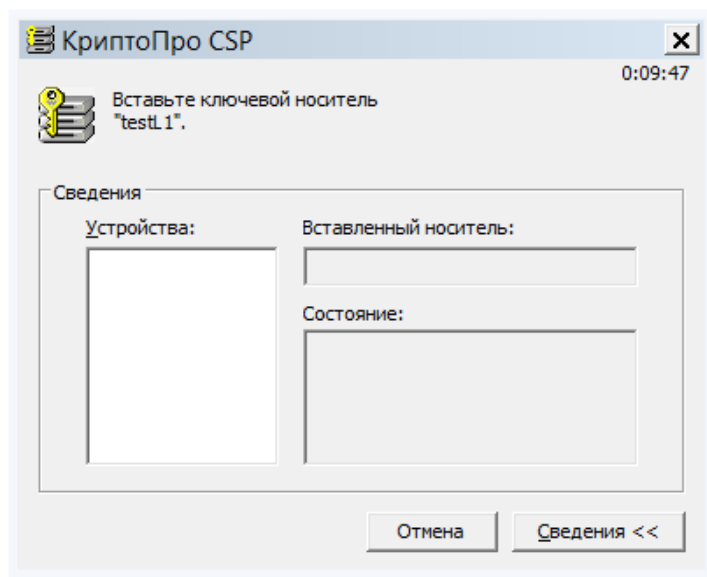 КриптоПро CSP
0:09:47
Вставьте ключевой носитель
"testL1".
Сведения
Устройства:
Вставленный носитель:
Состояние:
Отмена
Сведения <<